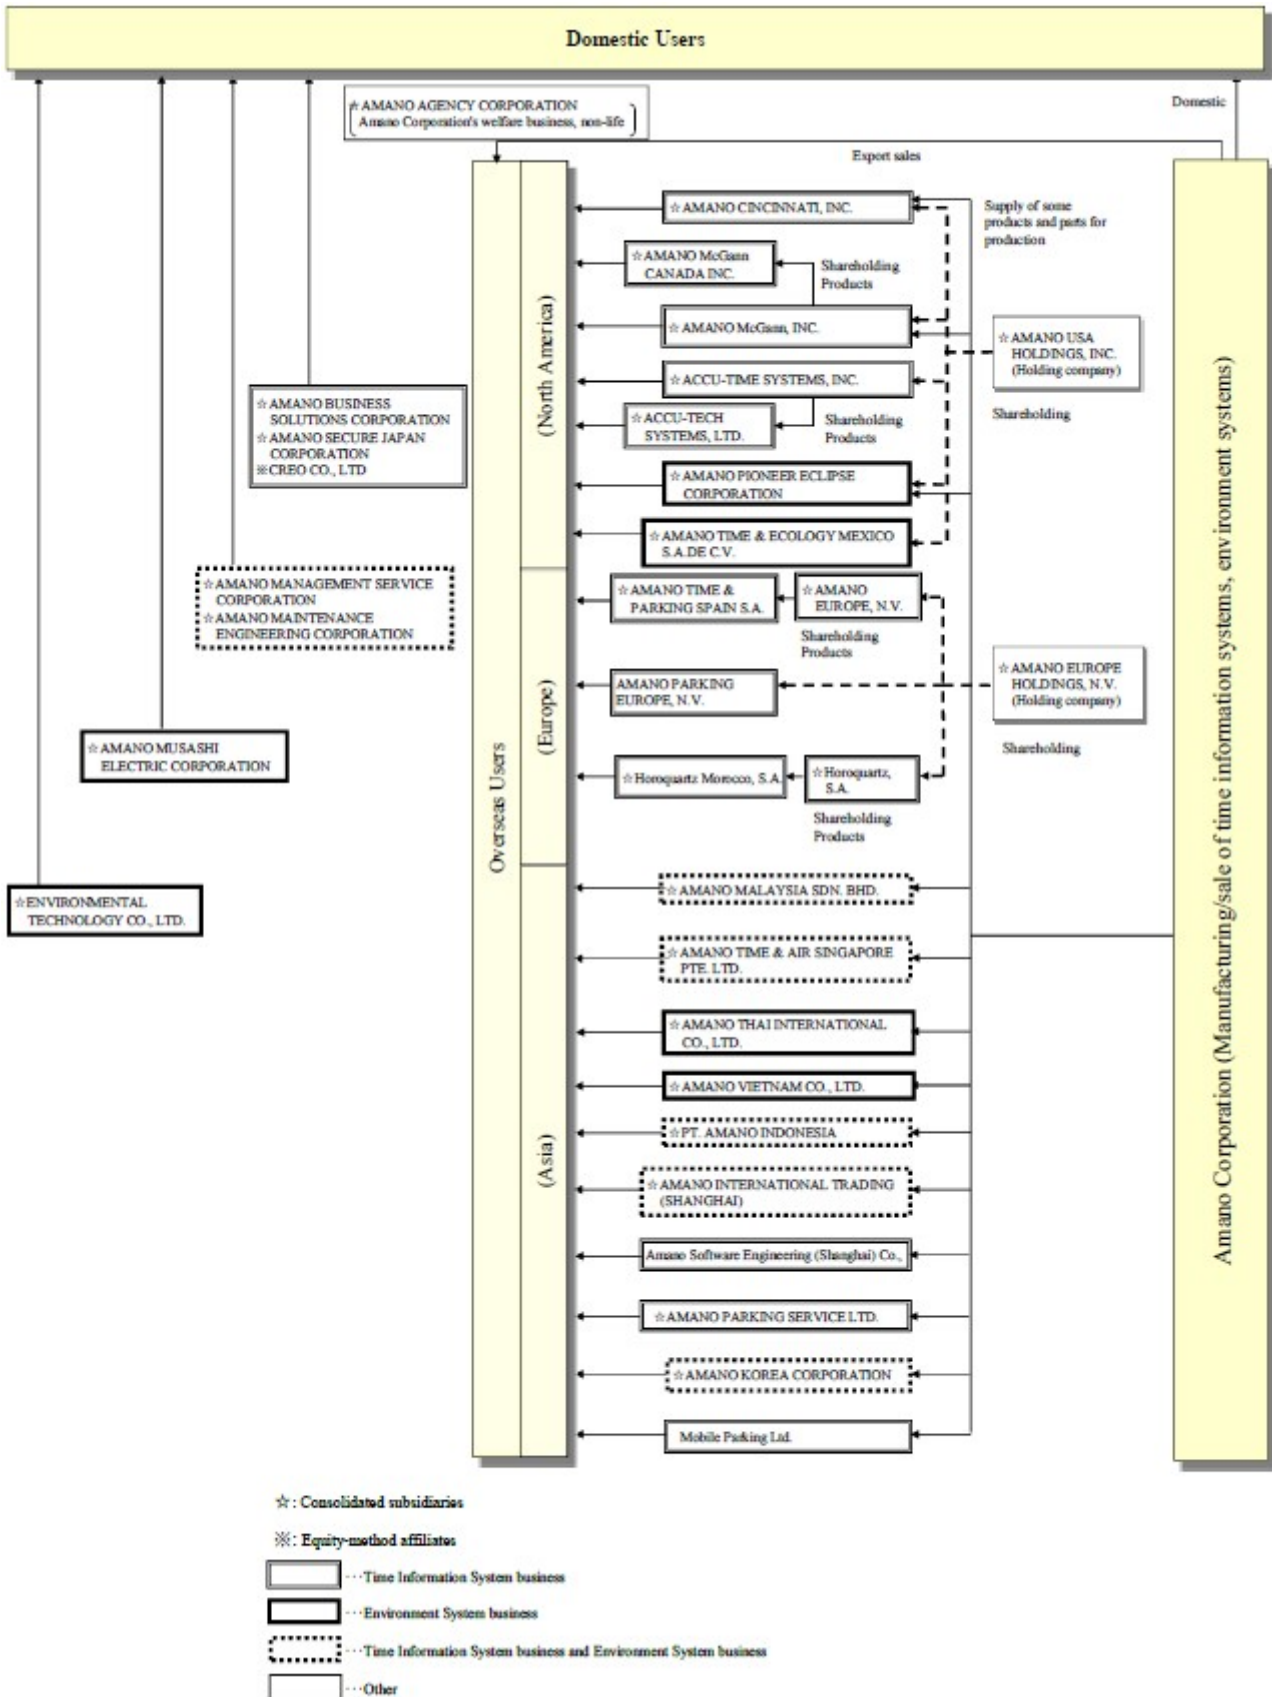 Domestic Users
☆AMANO AGENCY CORPORATION
Amano Corporation's welfare business, non-life
Domestic
Export sales
Supply of some
products and parts for
production
☆AMANO CINCINNATI, INC.
☆AMANO McGann
CANADA INC.
Shareholding
Products
☆AMANO McGann, INC.
☆AMANO USA
HOLDINGS, INC.
(Holding company)
Shareholding
☆ACCU-TIME SYSTEMS, INC.
☆ACCU-TECH
SYSTEMS, LTD.
Shareholding
Products
☆AMANO PIONEER ECLIPSE
CORPORATION
☆AMANO TIME & ECOLOGY MEXICO
S.A.DE C.V.
(North America)
☆AMANO BUSINESS
SOLUTIONS CORPORATION
☆AMANO SECURE JAPAN
CORPORATION
※CREO CO., LTD
☆AMANO MANAGEMENT SERVICE
CORPORATION
☆AMANO MAINTENANCE
ENGINEERING CORPORATION
☆AMANO MUSASHI
ELECTRIC CORPORATION
☆ENVIRONMENTAL
TECHNOLOGY CO., LTD.
Overseas Users
(Europe)
☆AMANO TIME &
PARKING SPAIN S.A.
☆AMANO
EUROPE, N.V.
Shareholding
Products
AMANO PARKING
EUROPE, N.V.
☆AMANO EUROPE
HOLDINGS, N.V.
(Holding company)
Shareholding
☆Horoquartz Morocco, S.A.
☆Horoquartz,
S.A.
Shareholding
Products
(Asia)
☆AMANO MALAYSIA SDN. BHD.
☆AMANO TIME & AIR SINGAPORE
PTE. LTD.
☆AMANO THAI INTERNATIONAL
CO., LTD.
☆AMANO VIETNAM CO., LTD.
☆PT. AMANO INDONESIA
☆AMANO INTERNATIONAL TRADING
(SHANGHAI)
Amano Software Engineering (Shanghai) Co.,
☆AMANO PARKING SERVICE LTD.
☆AMANO KOREA CORPORATION
Mobile Parking Ltd.
Amano Corporation (Manufacturing/sale of time information systems, environment systems)
☆: Consolidated subsidiaries
※: Equity-method affiliates
···Time Information System business
···Environment System business
···Time Information System business and Environment System business
···Other